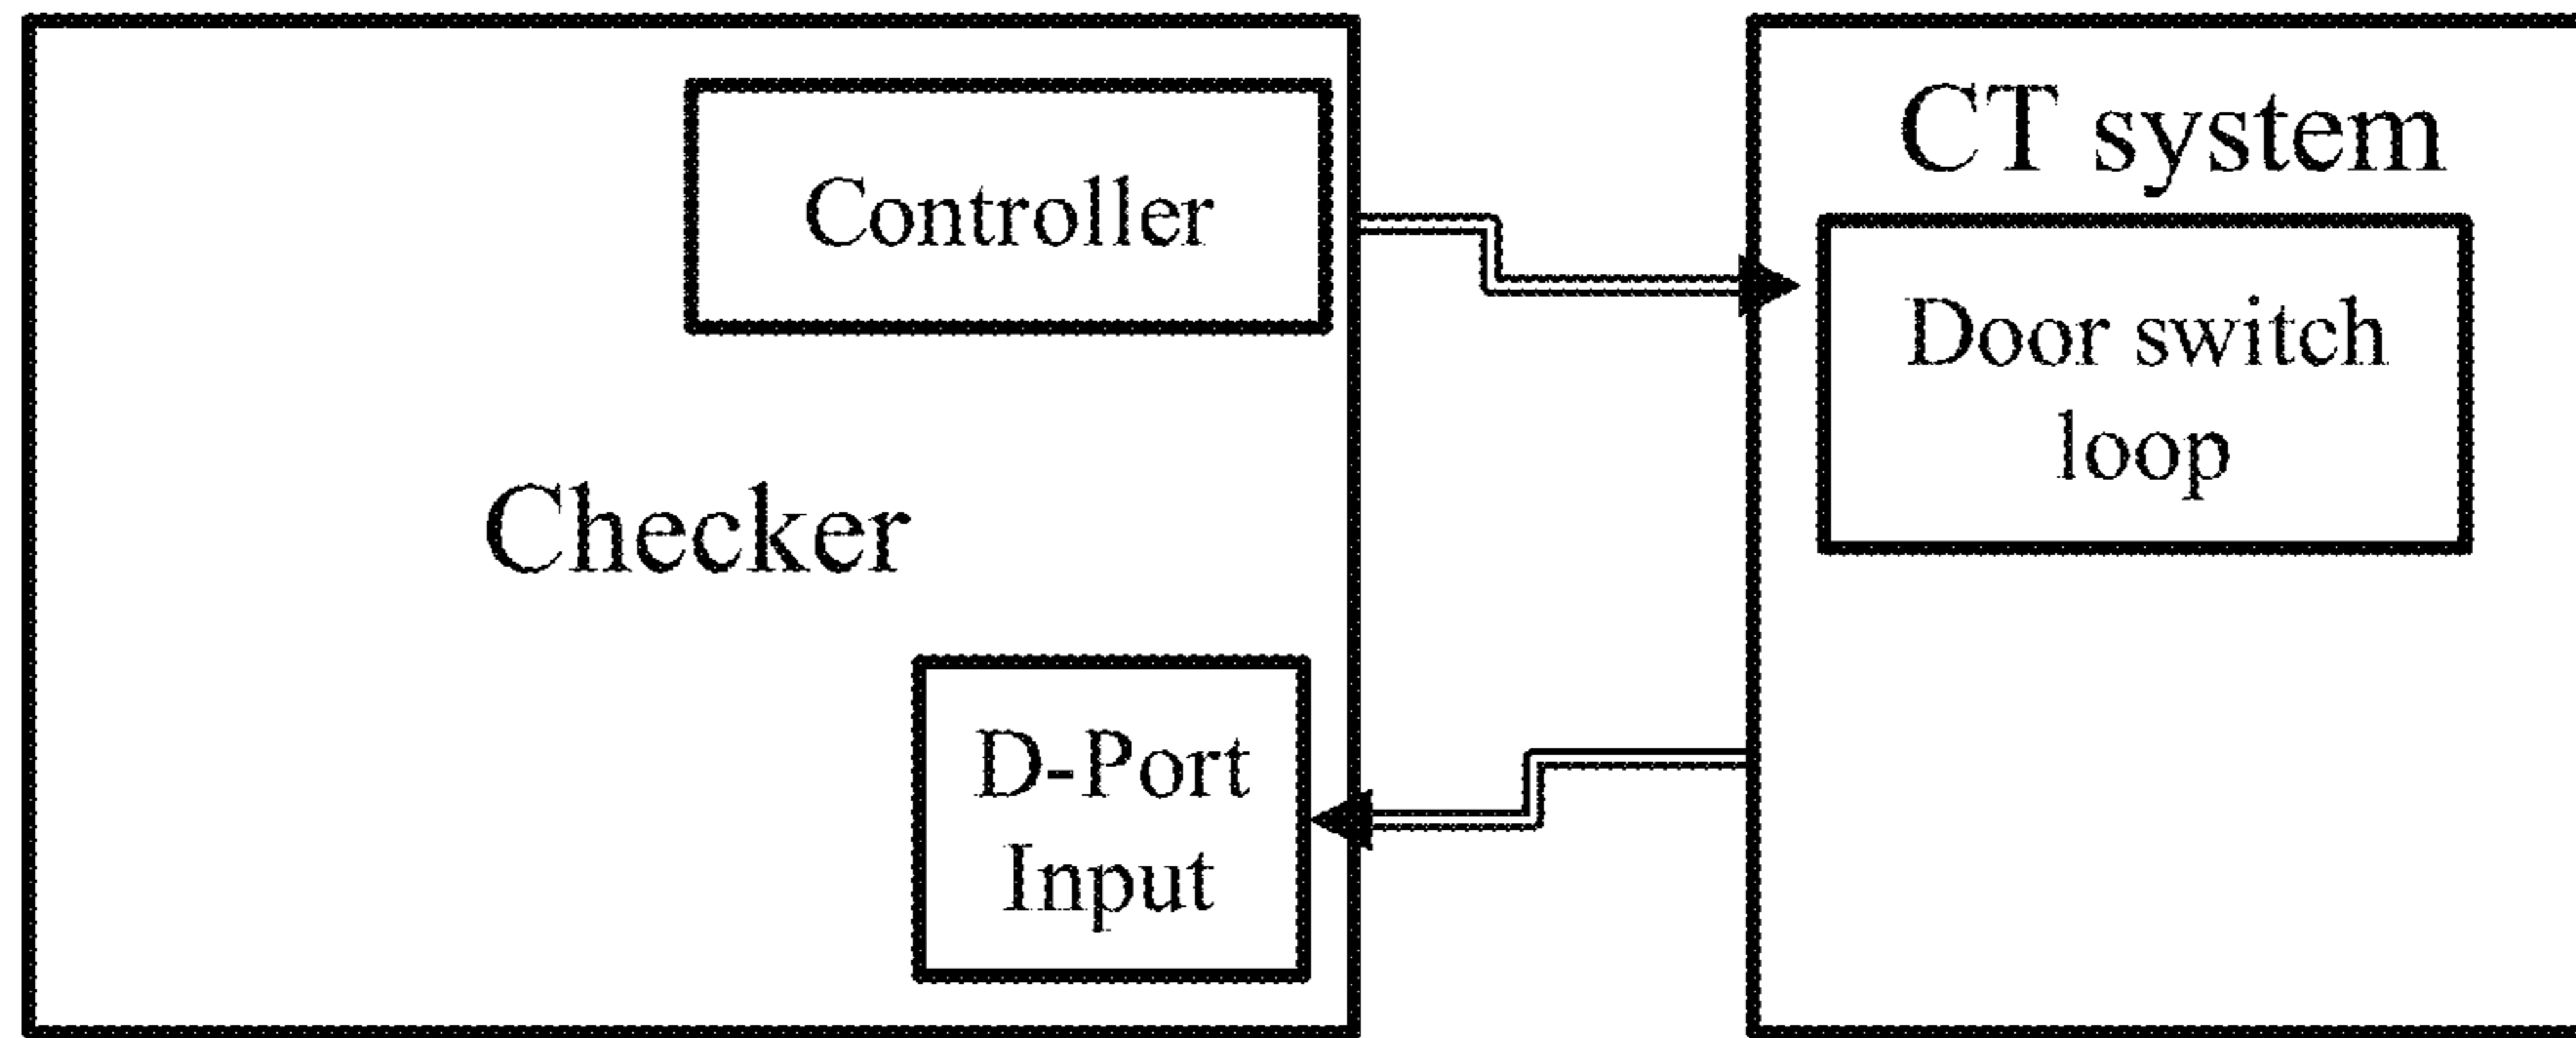 Controller
Checker
D-Port
Input
CT system
Door switch
loop